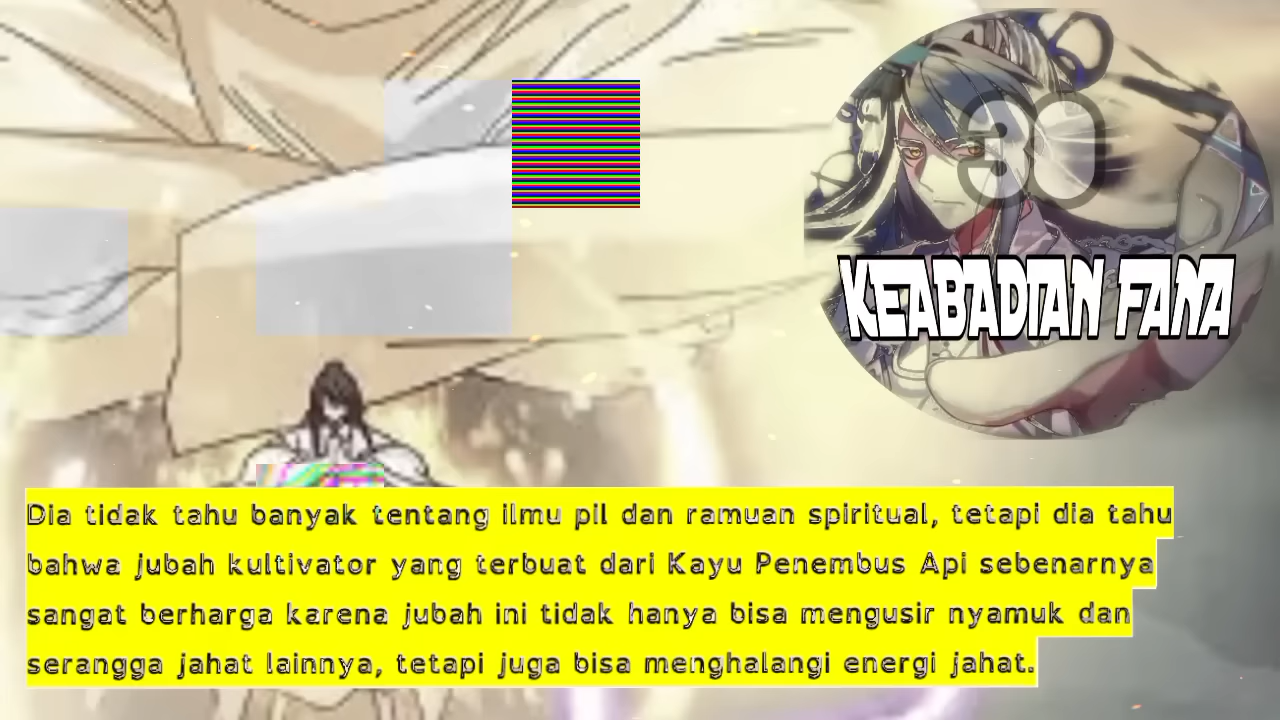 30
KEABADIAN FANA
Dia tidak tahu banyak tentang ilmu pil dan ramuan spiritual, tetapi dia tahu
bahwa jubah kultivator yang terbuat dari Kayu Penembus Api sebenarnya
sangat berharga karena jubah ini tidak hanya bisa mengusir nyamuk dan
serangga jahat lainnya, tetapi juga bisa menghalangi energi jahat.